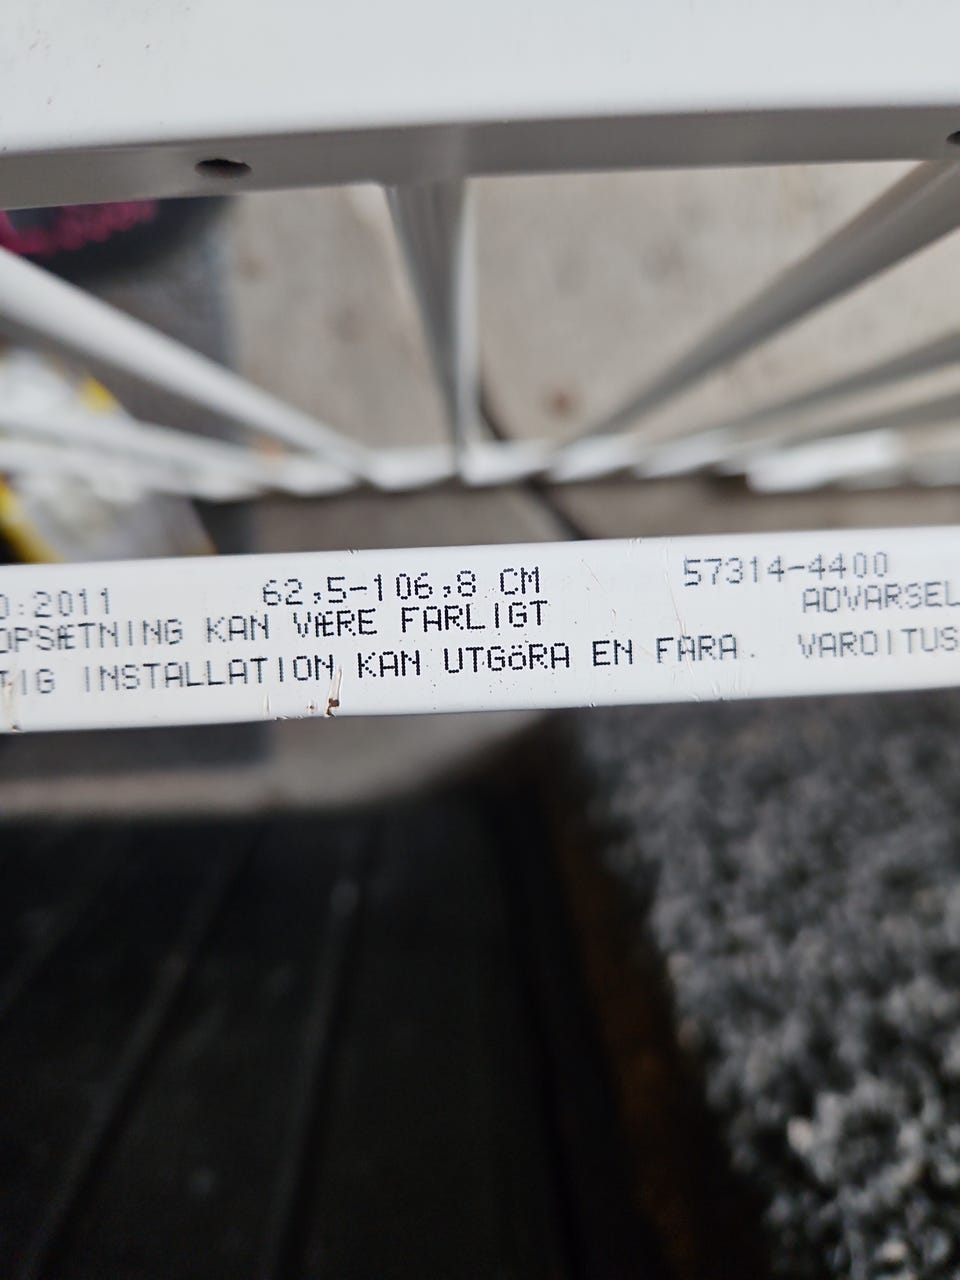 0:2011 62,5-106,8 CM 57314-4400
OPSÆTNING KAN VÆRE FARLIGT ADVARSEL
TIG INSTALLATION KAN UTGÖRA EN FARA. VAROITUS